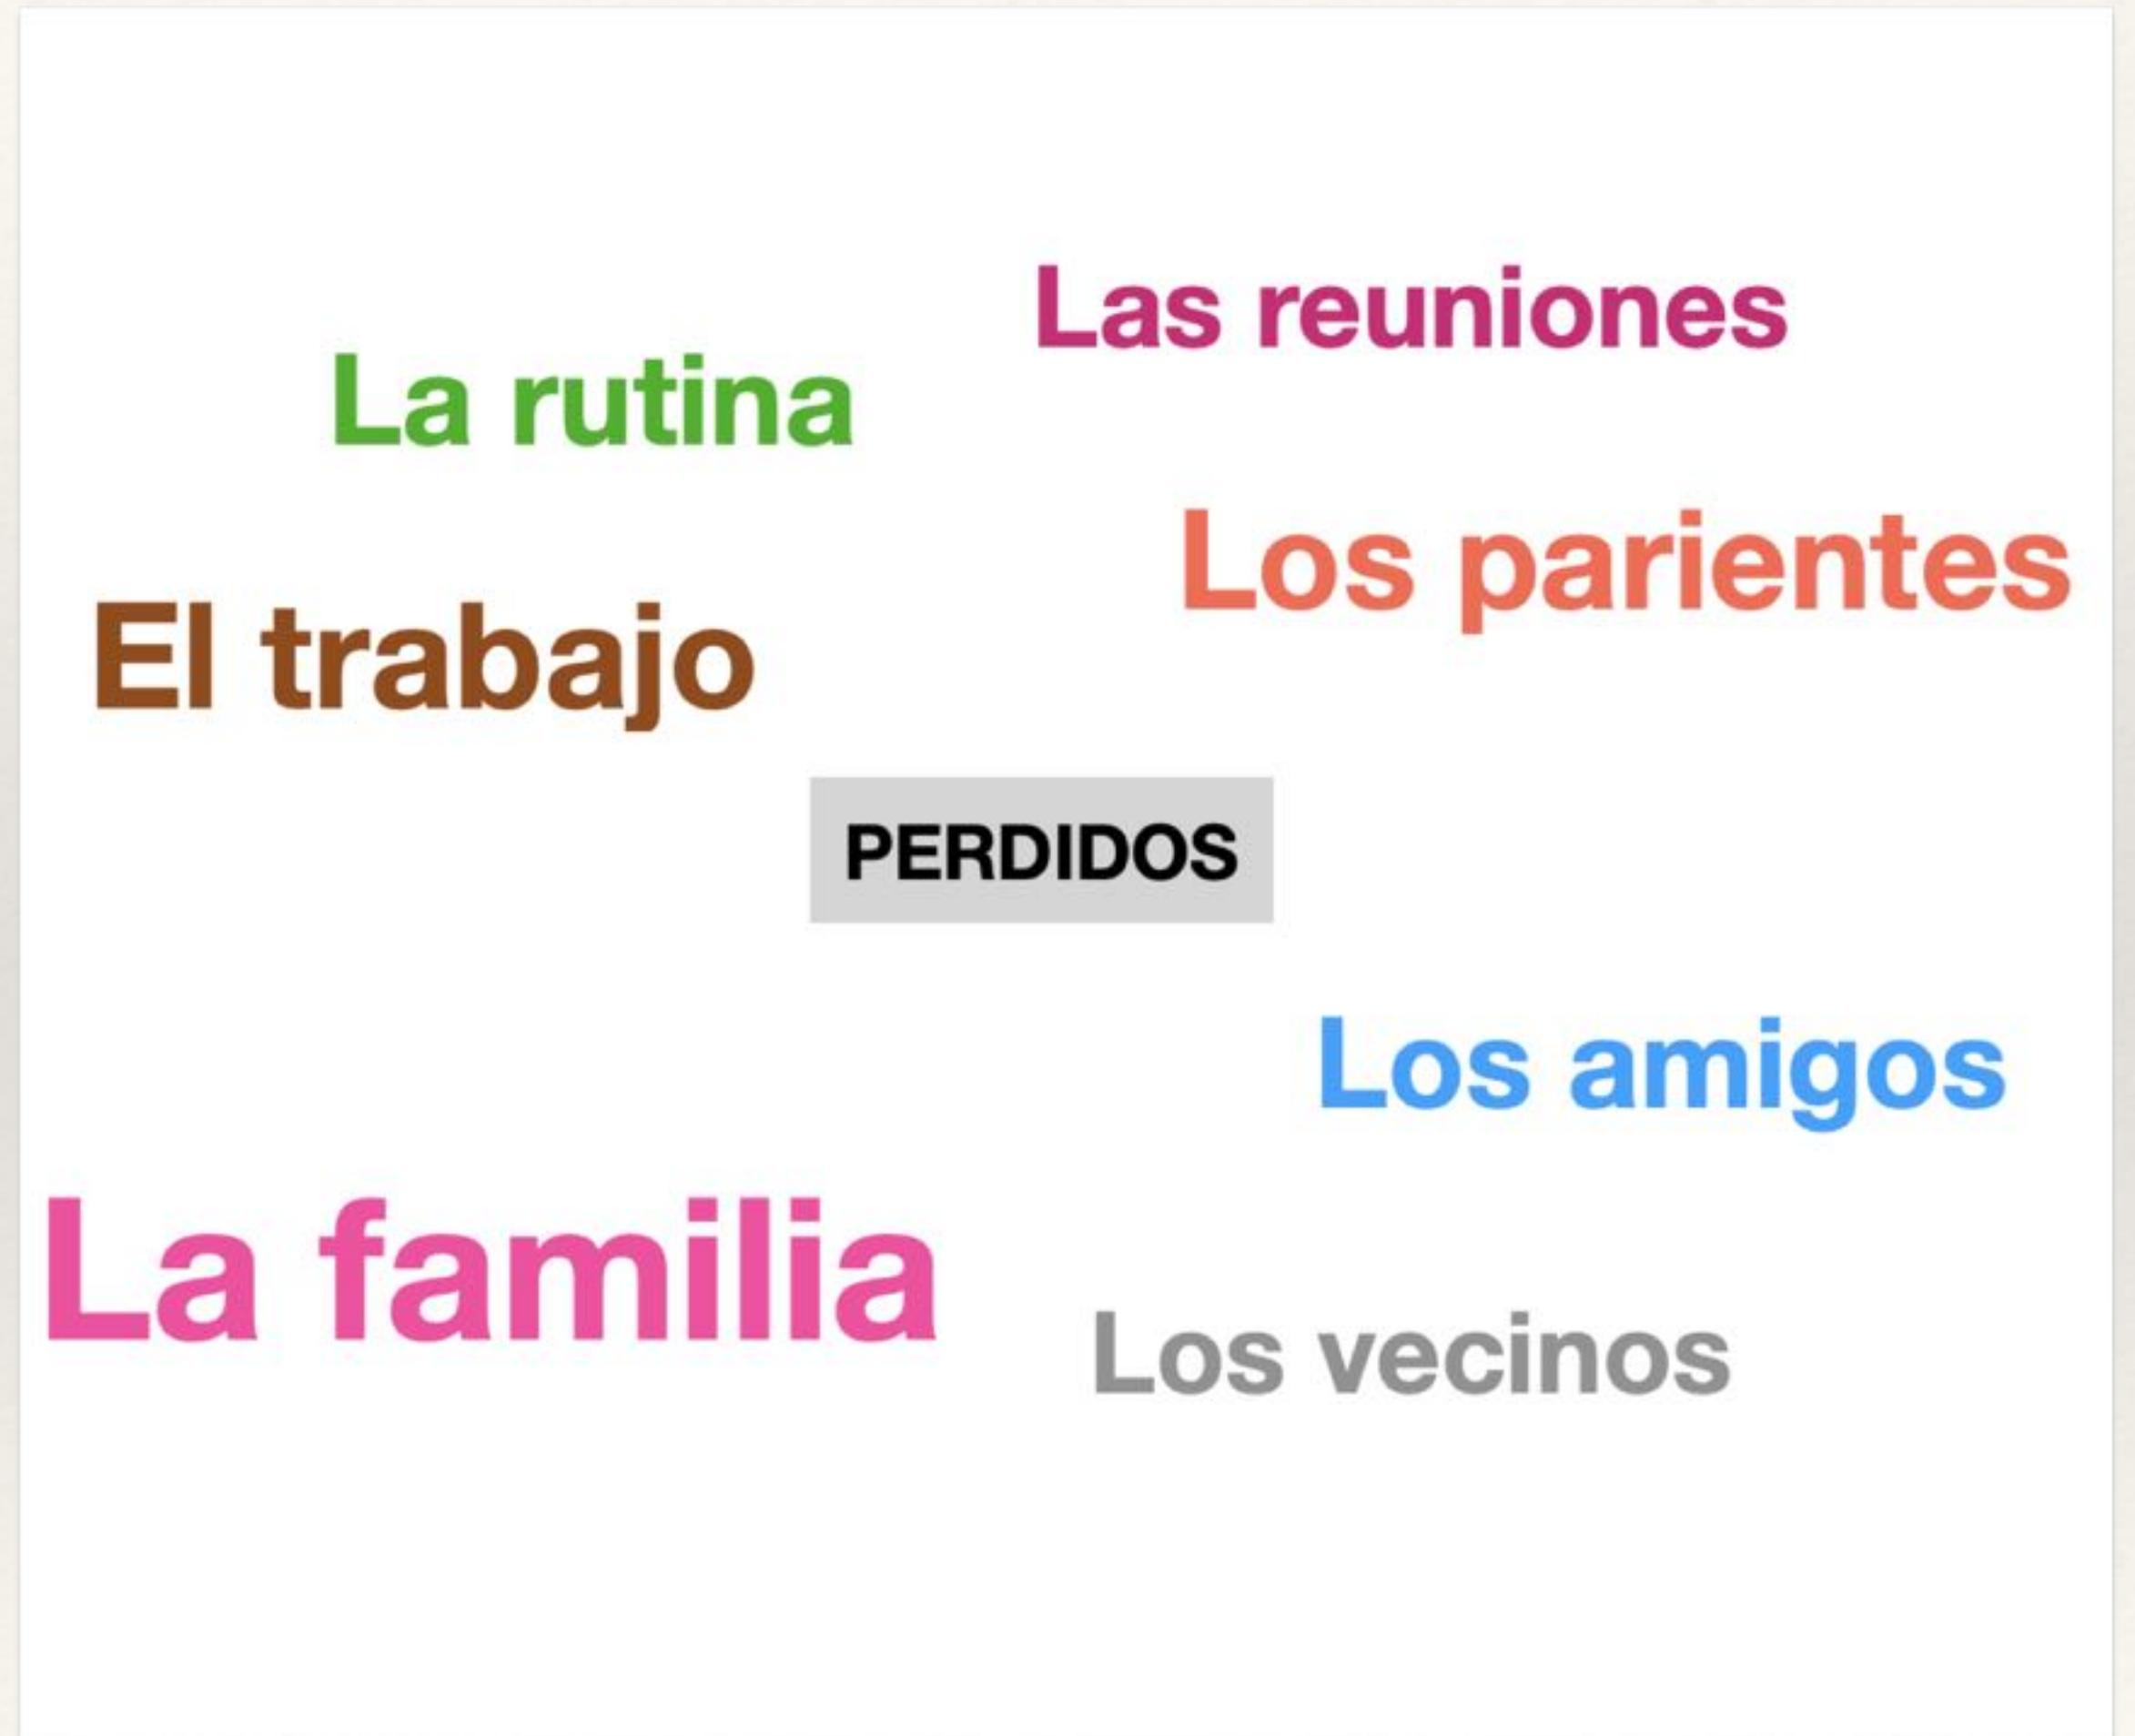 Las reuniones
La rutina
Los parientes
El trabajo
PERDIDOS
Los amigos
La familia
Los vecinos